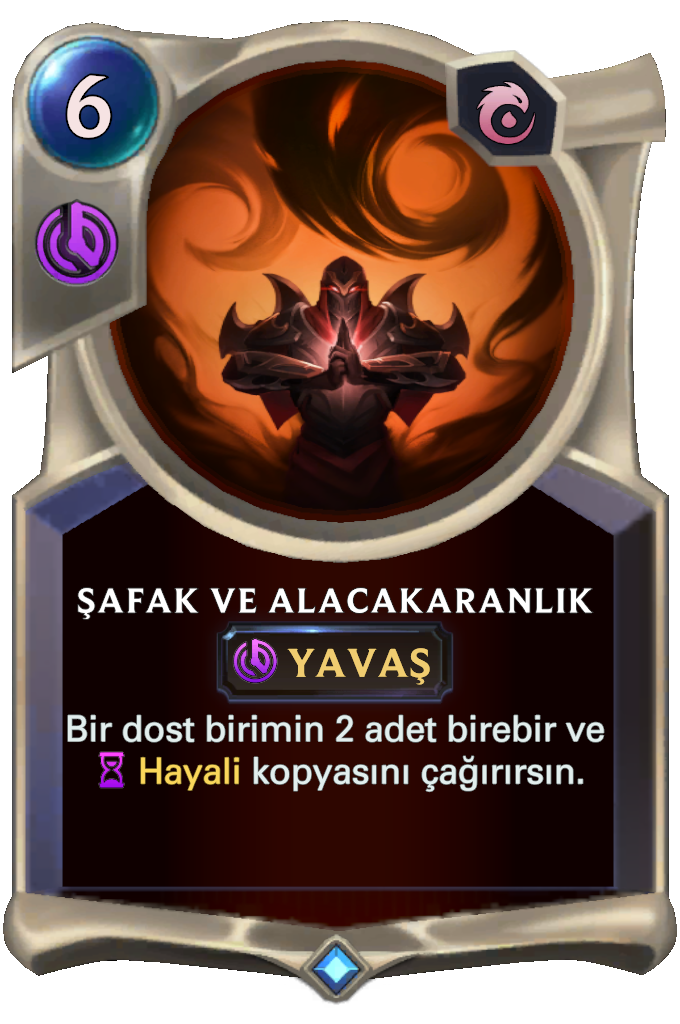 6
ŞAFAK VE ALACAKARANLIK
YAVAŞ
Bir dost birimin 2 adet birebir ve
Hayali kopyasını çağırırsın.